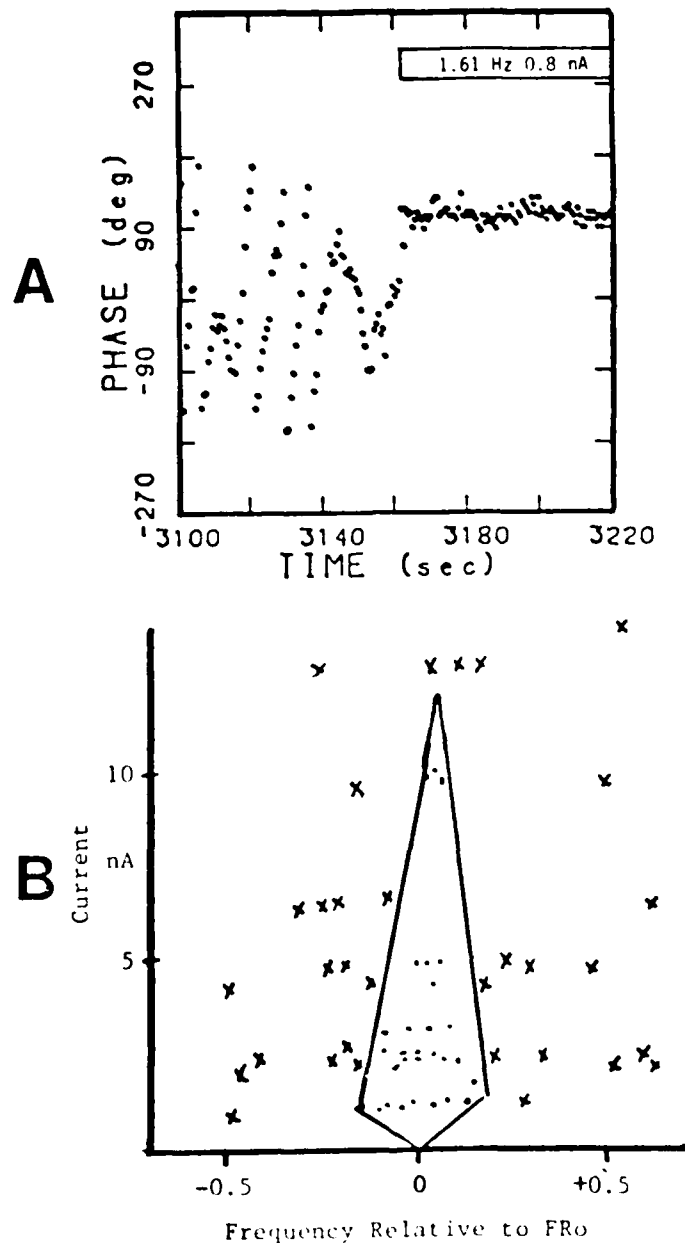 A
1.61 Hz 0.8 nA
270
90
-90
-270
PHASE (deg)
3100 3140 3180 3220
TIME (sec)
B
10
nA
Current
5
-0.5 0 +0.5
Frequency Relative to FRo